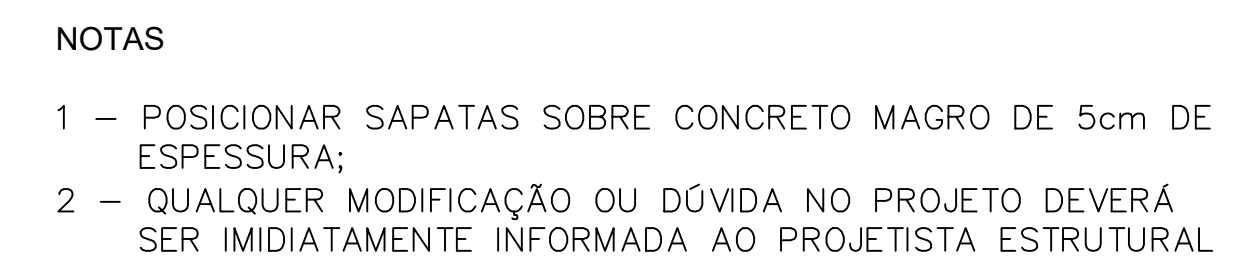 NOTAS
1 – POSICIONAR SAPATAS SOBRE CONCRETO MAGRO DE 5cm DE
ESPESSURA;
2 – QUALQUER MODIFICAÇÃO OU DÚVIDA NO PROJETO DEVERÁ
SER IMIDIATAMENTE INFORMADA AO PROJETISTA ESTRUTURAL